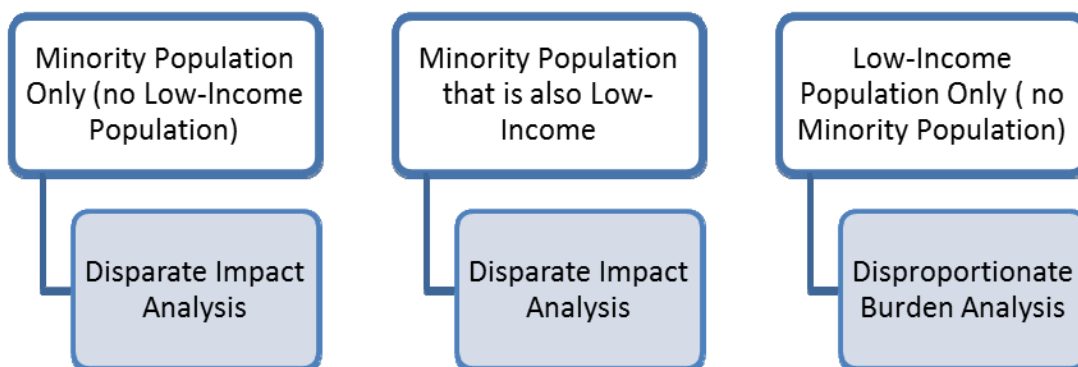 Minority Population
Only (no Low-Income
Population)
Disparate Impact
Analysis
Minority Population
that is also Low-
Income
Disparate Impact
Analysis
Low-Income
Population Only ( no
Minority Population)
Disproportionate
Burden Analysis